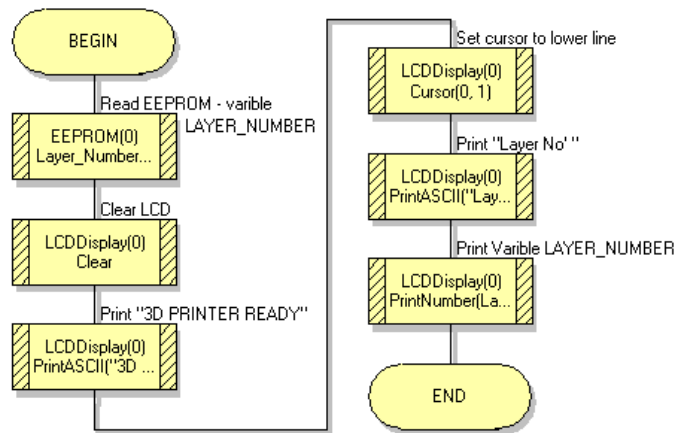 BEGIN
Read EEPROM - varible
LAYER_NUMBER
EEPROM(0)
Layer_Number...
Clear LCD
LCDDisplay(0)
Clear
Print "3D PRINTER READY"
LCDDisplay(0)
PrintASCII("3D ...
Set cursor to lower line
LCDDisplay(0)
Cursor(0, 1)
Print "Layer No' "
LCDDisplay(0)
PrintASCII("Lay...
Print Varible LAYER_NUMBER
LCDDisplay(0)
PrintNumber(La...
END